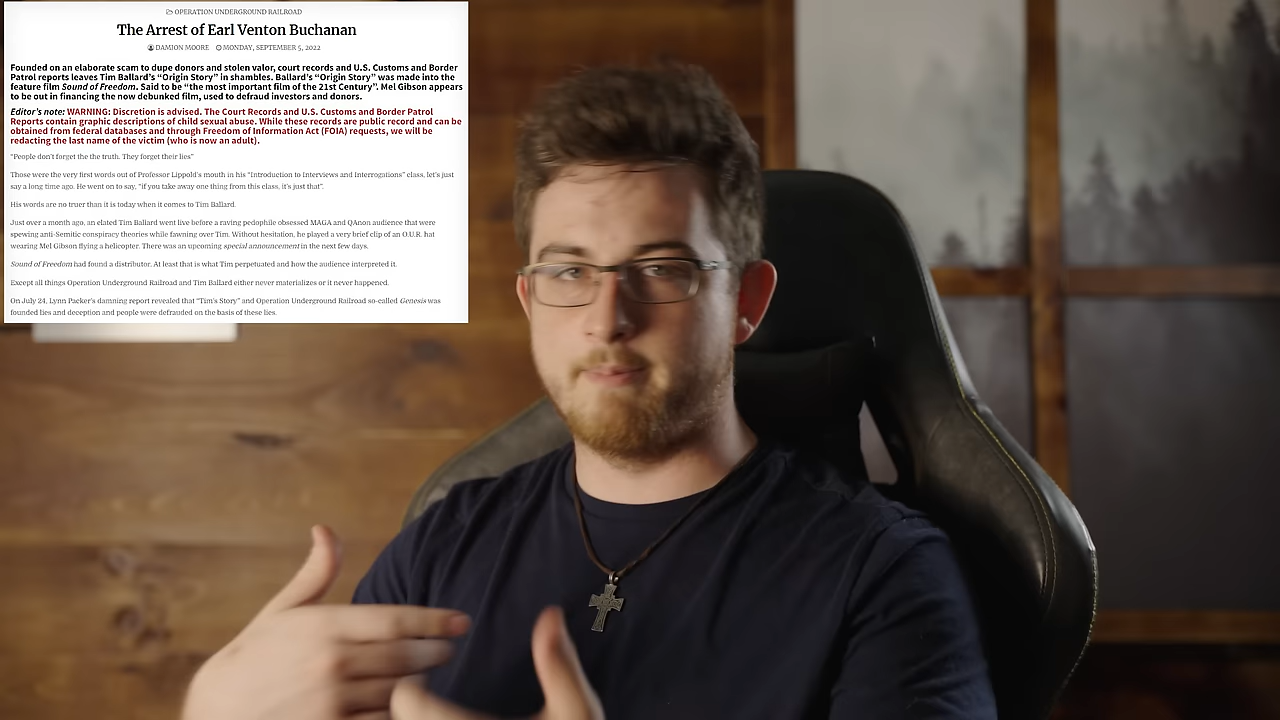 OPERATION UNDERGROUND RAILROAD
The Arrest of Earl Venton Buchanan
DAMION MOORE MONDAY, SEPTEMBER 5, 2022
Founded on an elaborate scam to dupe donors and stolen valor, court records and U.S. Customs and Border
Patrol reports leaves Tim Ballard's "Origin Story" in shambles. Ballard's "Origin Story" was made into the
feature film Sound of Freedom. Said to be "the most important film of the 21st Century". Mel Gibson appears
to be out in financing the now debunked film, used to defraud investors and donors.
Editor's note: WARNING: Discretion is advised. The Court Records and U.S. Customs and Border Patrol
Reports contain graphic descriptions of child sexual abuse. While these records are public record and can be
obtained from federal databases and through Freedom of Information Act (FOIA) requests, we will be
redacting the last name of the victim (who is now an adult).
"People don't forget the the truth. They forget their lies"
Those were the very first words out of Professor Lippold's mouth in his "Introduction to Interviews and Interrogations" class, let's just
say a long time ago. He went on to say, "if you take away one thing from this class, it's just that".
His words are no truer than it is today when it comes to Tim Ballard.
Just over a month ago, an elated Tim Ballard went live before a raving pedophile obsessed MAGA and QAnon audience that were
spewing anti-Semitic conspiracy theories while fawning over Tim. Without hesitation, he played a very brief clip of an O.U.R. hat
wearing Mel Gibson flying a helicopter. There was an upcoming special announcement in the next few days.
Sound of Freedom had found a distributor. At least that is what Tim perpetuated and how the audience interpreted it.
Except all things Operation Underground Railroad and Tim Ballard either never materializes or it never happened.
On July 24, Lynn Packer's damning report revealed that "Tim's Story" and Operation Underground Railroad so-called Genesis was
founded lies and deception and people were defrauded on the basis of these lies.